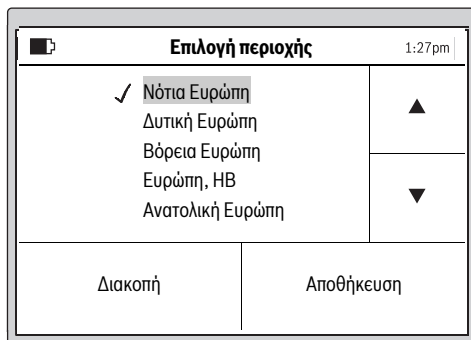 Επιλογή περιοχής 1:27pm
Νότια Ευρώπη
Δυτική Ευρώπη
Βόρεια Ευρώπη
Ευρώπη, ΗΒ
Ανατολική Ευρώπη
Διακοπή Αποθήκευση